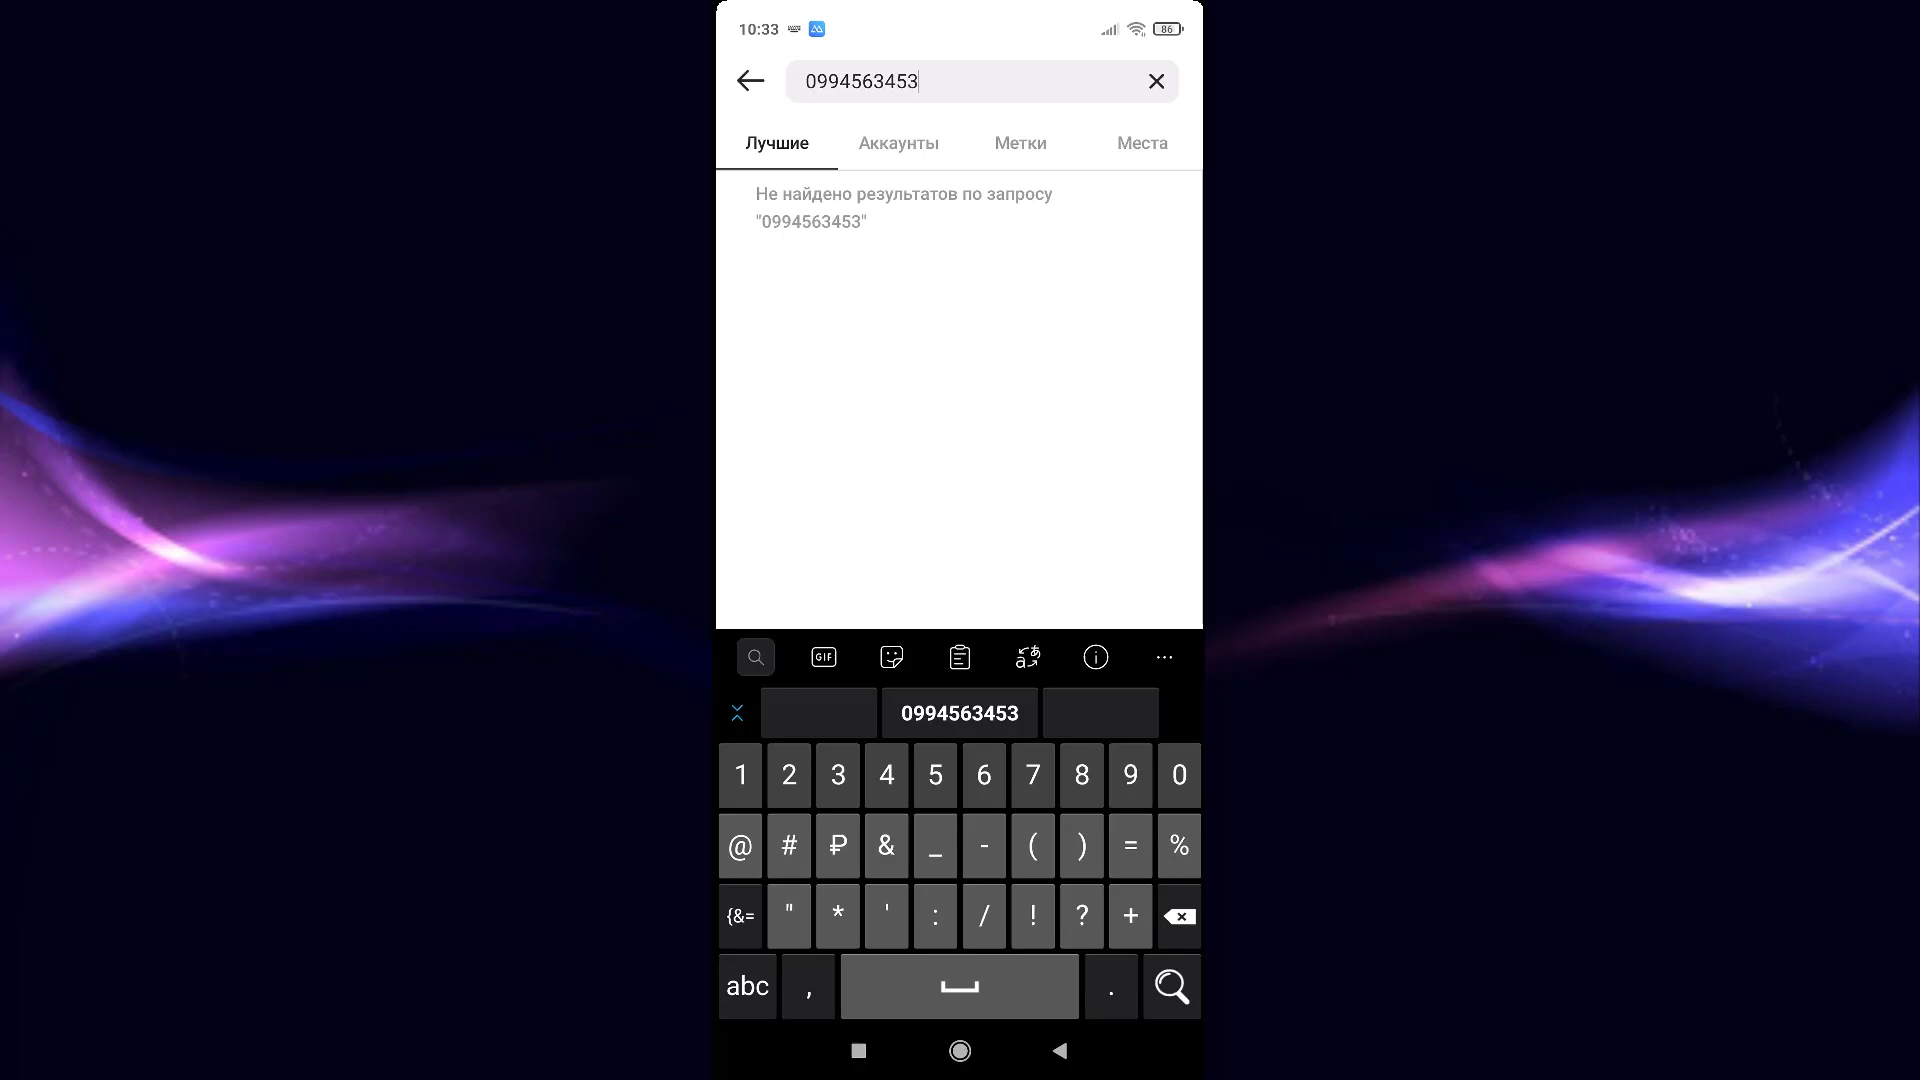 10:33
86
0994563453
Лучшие Аккаунты Метки Места
Не найдено результатов по запросу
"0994563453"
GIF
0994563453
1 2 3 4 5 6 7 8 9 0
@ # ₽ & _ - ( ) = %
{&= " * ' : / ! ? +
abc , .